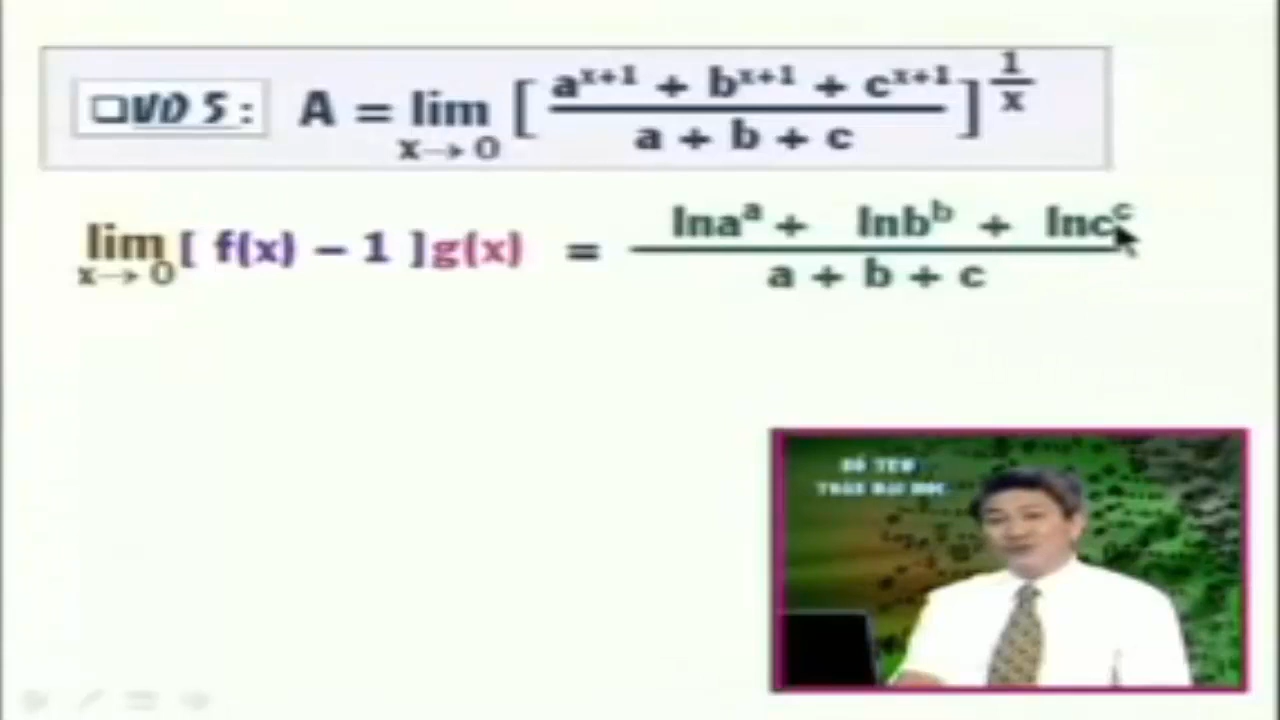 ❑VD 5 : A = lim [ (a^{x+1} + b^{x+1} + c^{x+1}) / (a + b + c) ]^{1/x}
x→0
lim [ f(x) − 1 ]g(x) = (lna^a + lnb^b + lnc^c) / (a + b + c)
x→0